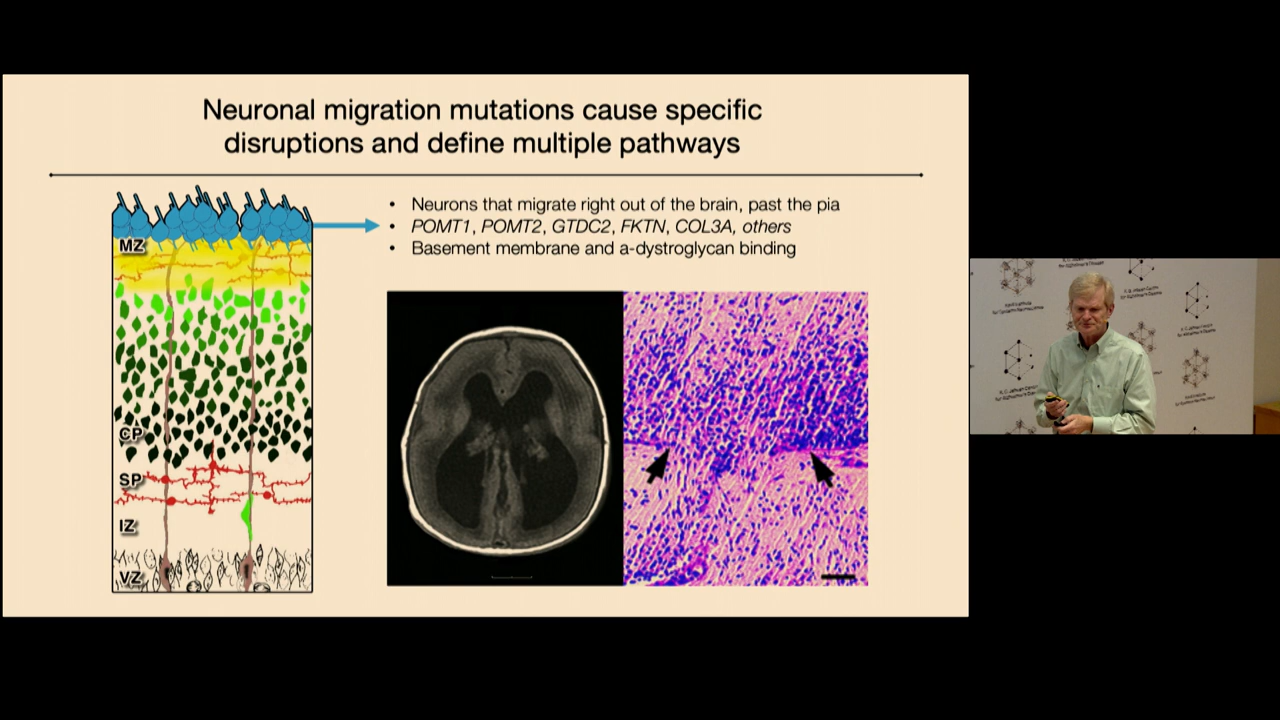 Neuronal migration mutations cause specific
disruptions and define multiple pathways
• Neurons that migrate right out of the brain, past the pia
• POMT1, POMT2, GTDC2, FKTN, COL3A, others
• Basement membrane and a-dystroglycan binding
MZ
CP
SP
IZ
VZ